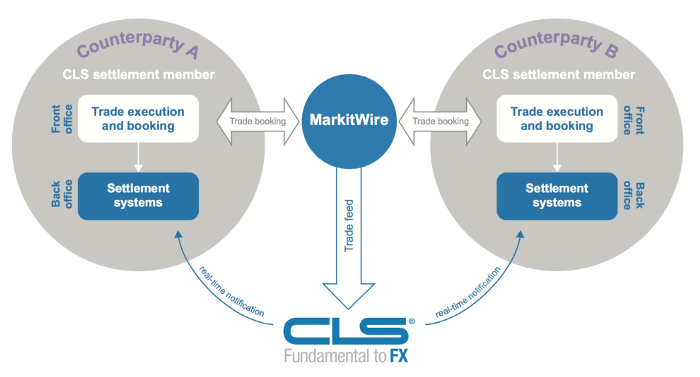 Counterparty A
CLS settlement member
Front
office
Trade execution
and booking
Back
office
Settlement
systems
Trade booking
MarkitWire
Trade booking
Counterparty B
CLS settlement member
Trade execution
and booking
Front
office
Settlement
systems
Back
office
Trade feed
real-time notification
real-time notification
CLS®
Fundamental to FX